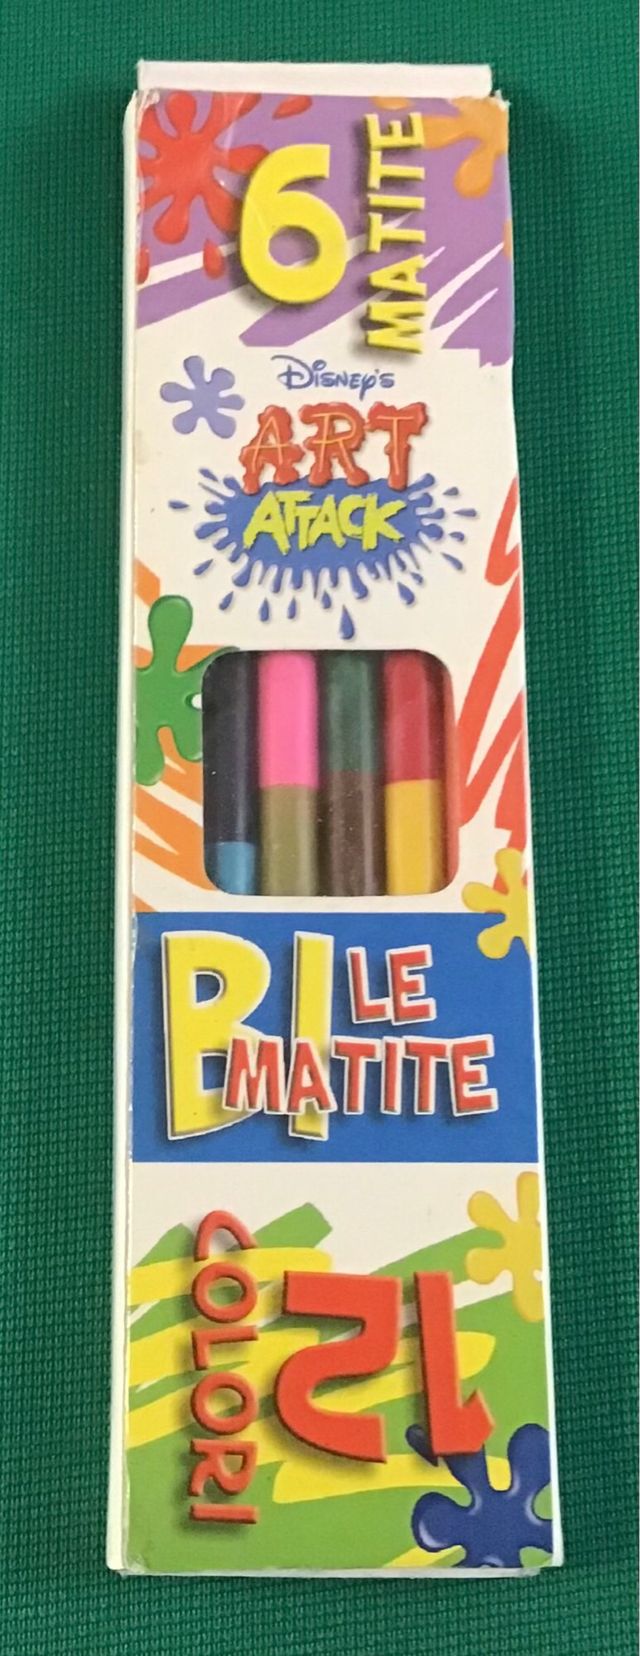 6
MATITE
DISNEY'S
ART
ATTACK
BI LE
MATITE
12
COLORI